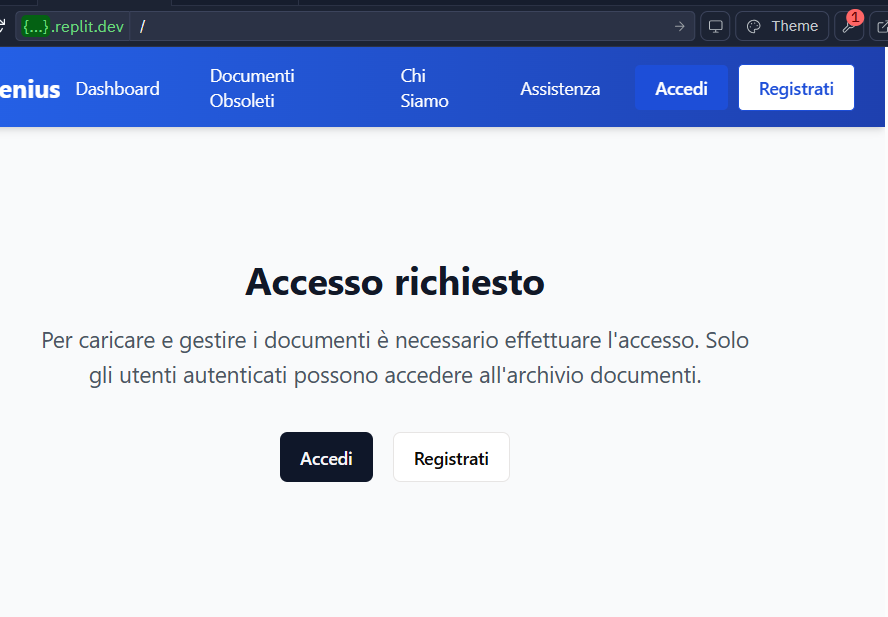 {...}.replit.dev /
Theme
1
enius
Dashboard
Documenti
Obsoleti
Chi
Siamo
Assistenza
Accedi
Registrati
Accesso richiesto
Per caricare e gestire i documenti è necessario effettuare l'accesso. Solo
gli utenti autenticati possono accedere all'archivio documenti.
Accedi
Registrati